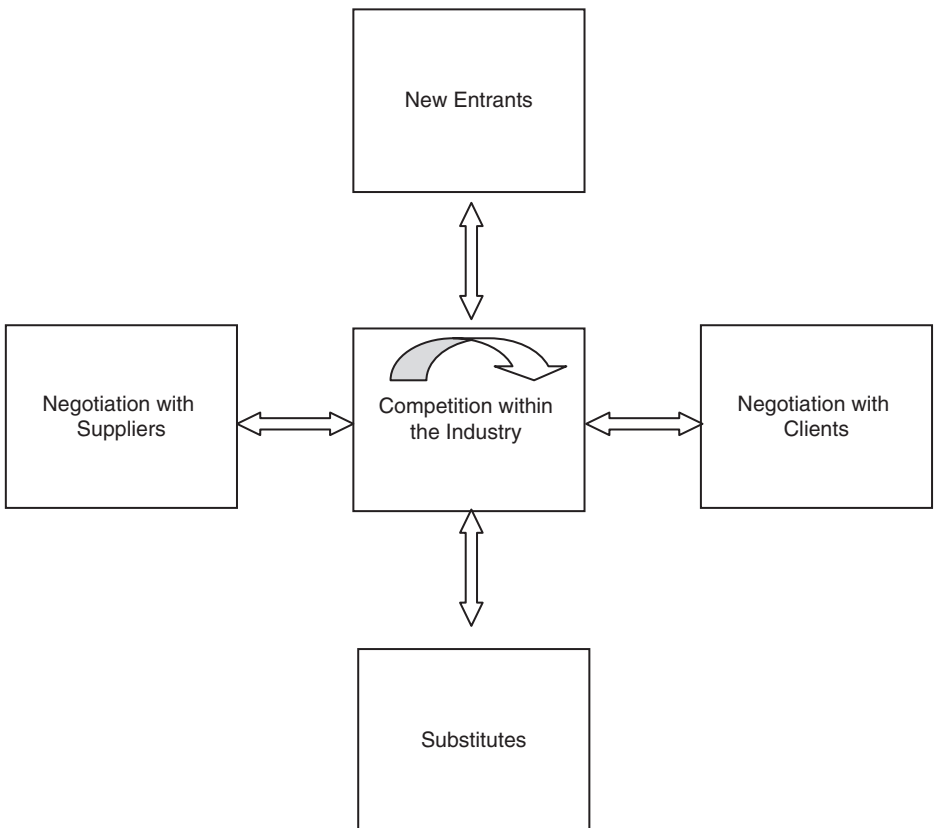 New Entrants
Negotiation with
Suppliers
Competition within
the Industry
Negotiation with
Clients
Substitutes